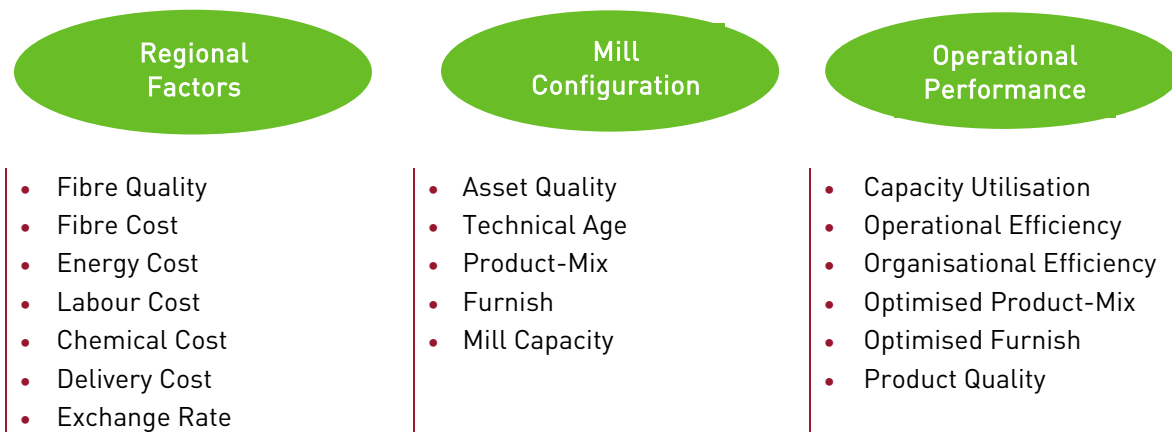 Regional
Factors
Fibre Quality
Fibre Cost
Energy Cost
Labour Cost
Chemical Cost
Delivery Cost
Exchange Rate
Mill
Configuration
Asset Quality
Technical Age
Product-Mix
Furnish
Mill Capacity
Operational
Performance
Capacity Utilisation
Operational Efficiency
Organisational Efficiency
Optimised Product-Mix
Optimised Furnish
Product Quality